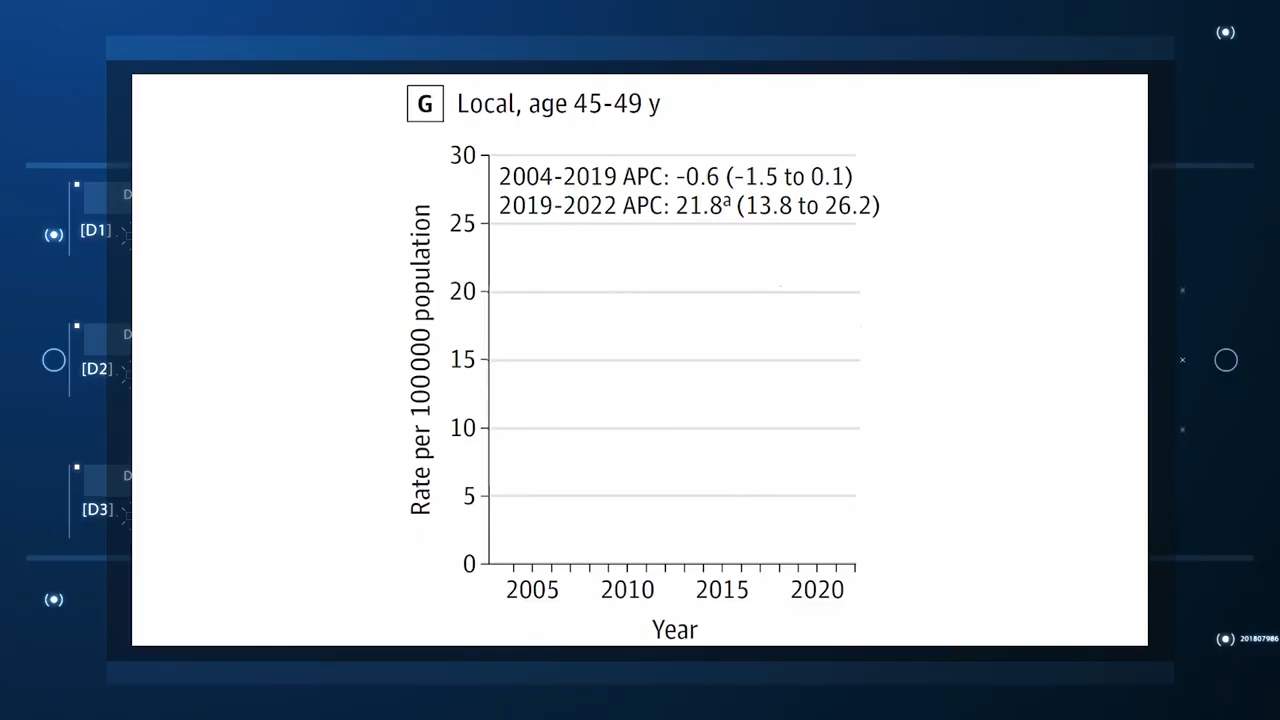 G Local, age 45-49 y
30
2004-2019 APC: -0.6 (-1.5 to 0.1)
2019-2022 APC: 21.8ª (13.8 to 26.2)
25
20
15
10
5
0
Rate per 100 000 population
2005 2010 2015 2020
Year
D
[D1]
D
[D2]
D
[D3]
201807986